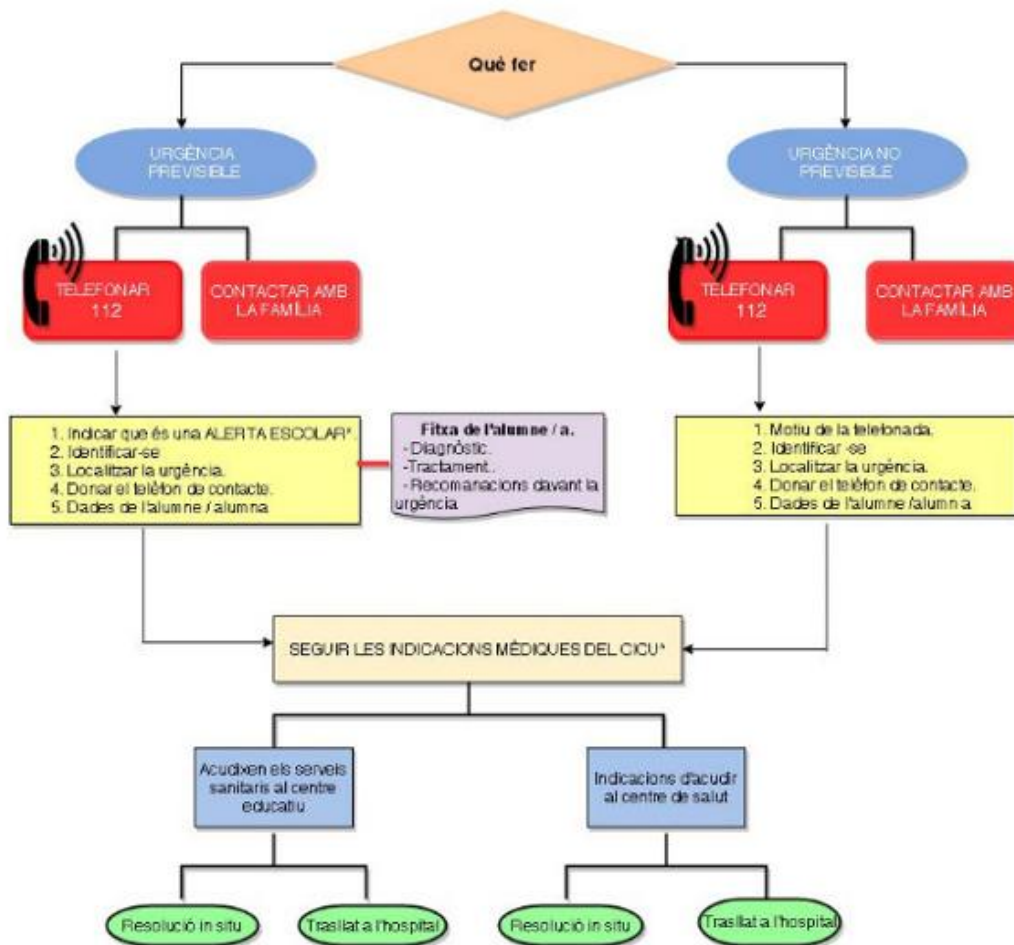 Què fer
URGÈNCIA
PREVISIBLE
URGÈNCIA NO
PREVISIBLE
TELEFONAR
112
CONTACTAR AMB
LA FAMÍLIA
TELEFONAR
112
CONTACTAR AMB
LA FAMÍLIA
1. Indicar que és una ALERTA ESCOLAR*.
2. Identificar-se
3. Localitzar la urgència.
4. Donar el telèfon de contacte.
5. Dades de l'alumne / alumna
Fitxa de l'alumne / a.
- Diagnòstic.
-Tractament.
- Recomanacions davant la
urgència
1. Motiu de la telefonada.
2. Identificar -se
3. Localitzar la urgència.
4. Donar el telèfon de contacte.
5. Dades de l'alumne /alumna
SEGUIR LES INDICACIONS MÈDIQUES DEL CICU*
Acudixen els serveis
sanitaris al centre
educatiu
Indicacions d'acudir
al centre de salut
Resolució in situ
Trasllat a l'hospital
Resolució in situ
Trasllat a l'hospital